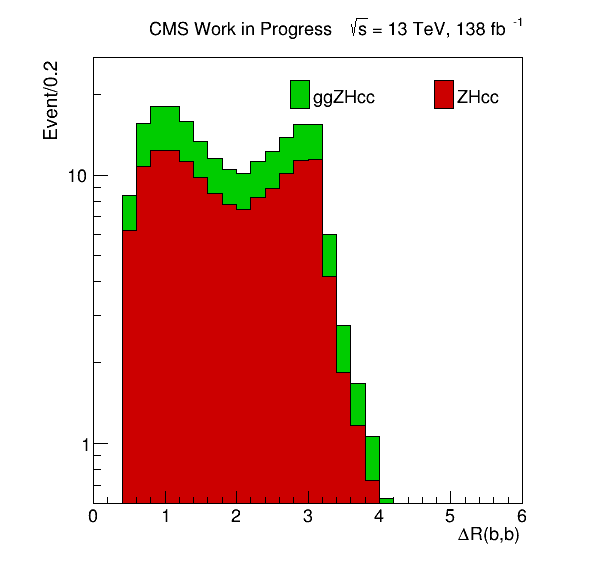 CMS Work in Progress √s = 13 TeV, 138 fb⁻¹
Event/0.2
ggZHcc ZHcc
10
1
0 1 2 3 4 5 6
ΔR(b,b)